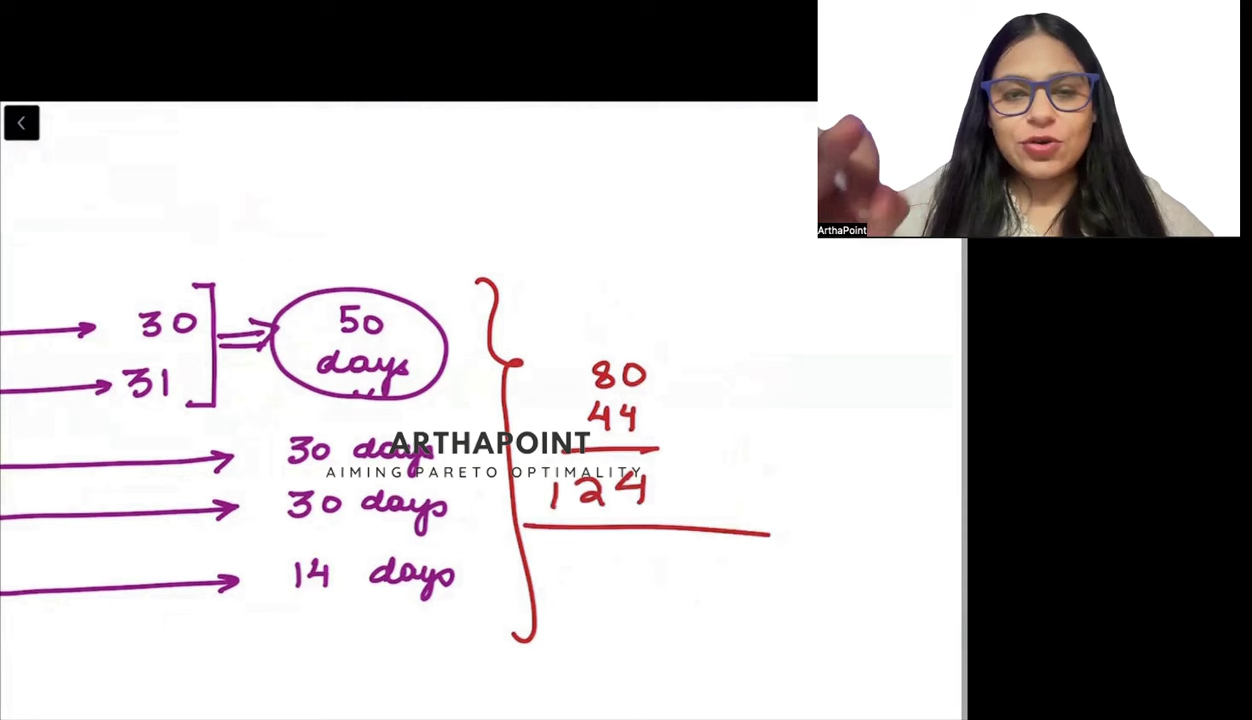 ArthaPoint
30
31
50
days
30 days
30 days
14 days
80
44
124
ARTHAPOINT
AIMING PARETO OPTIMALITY